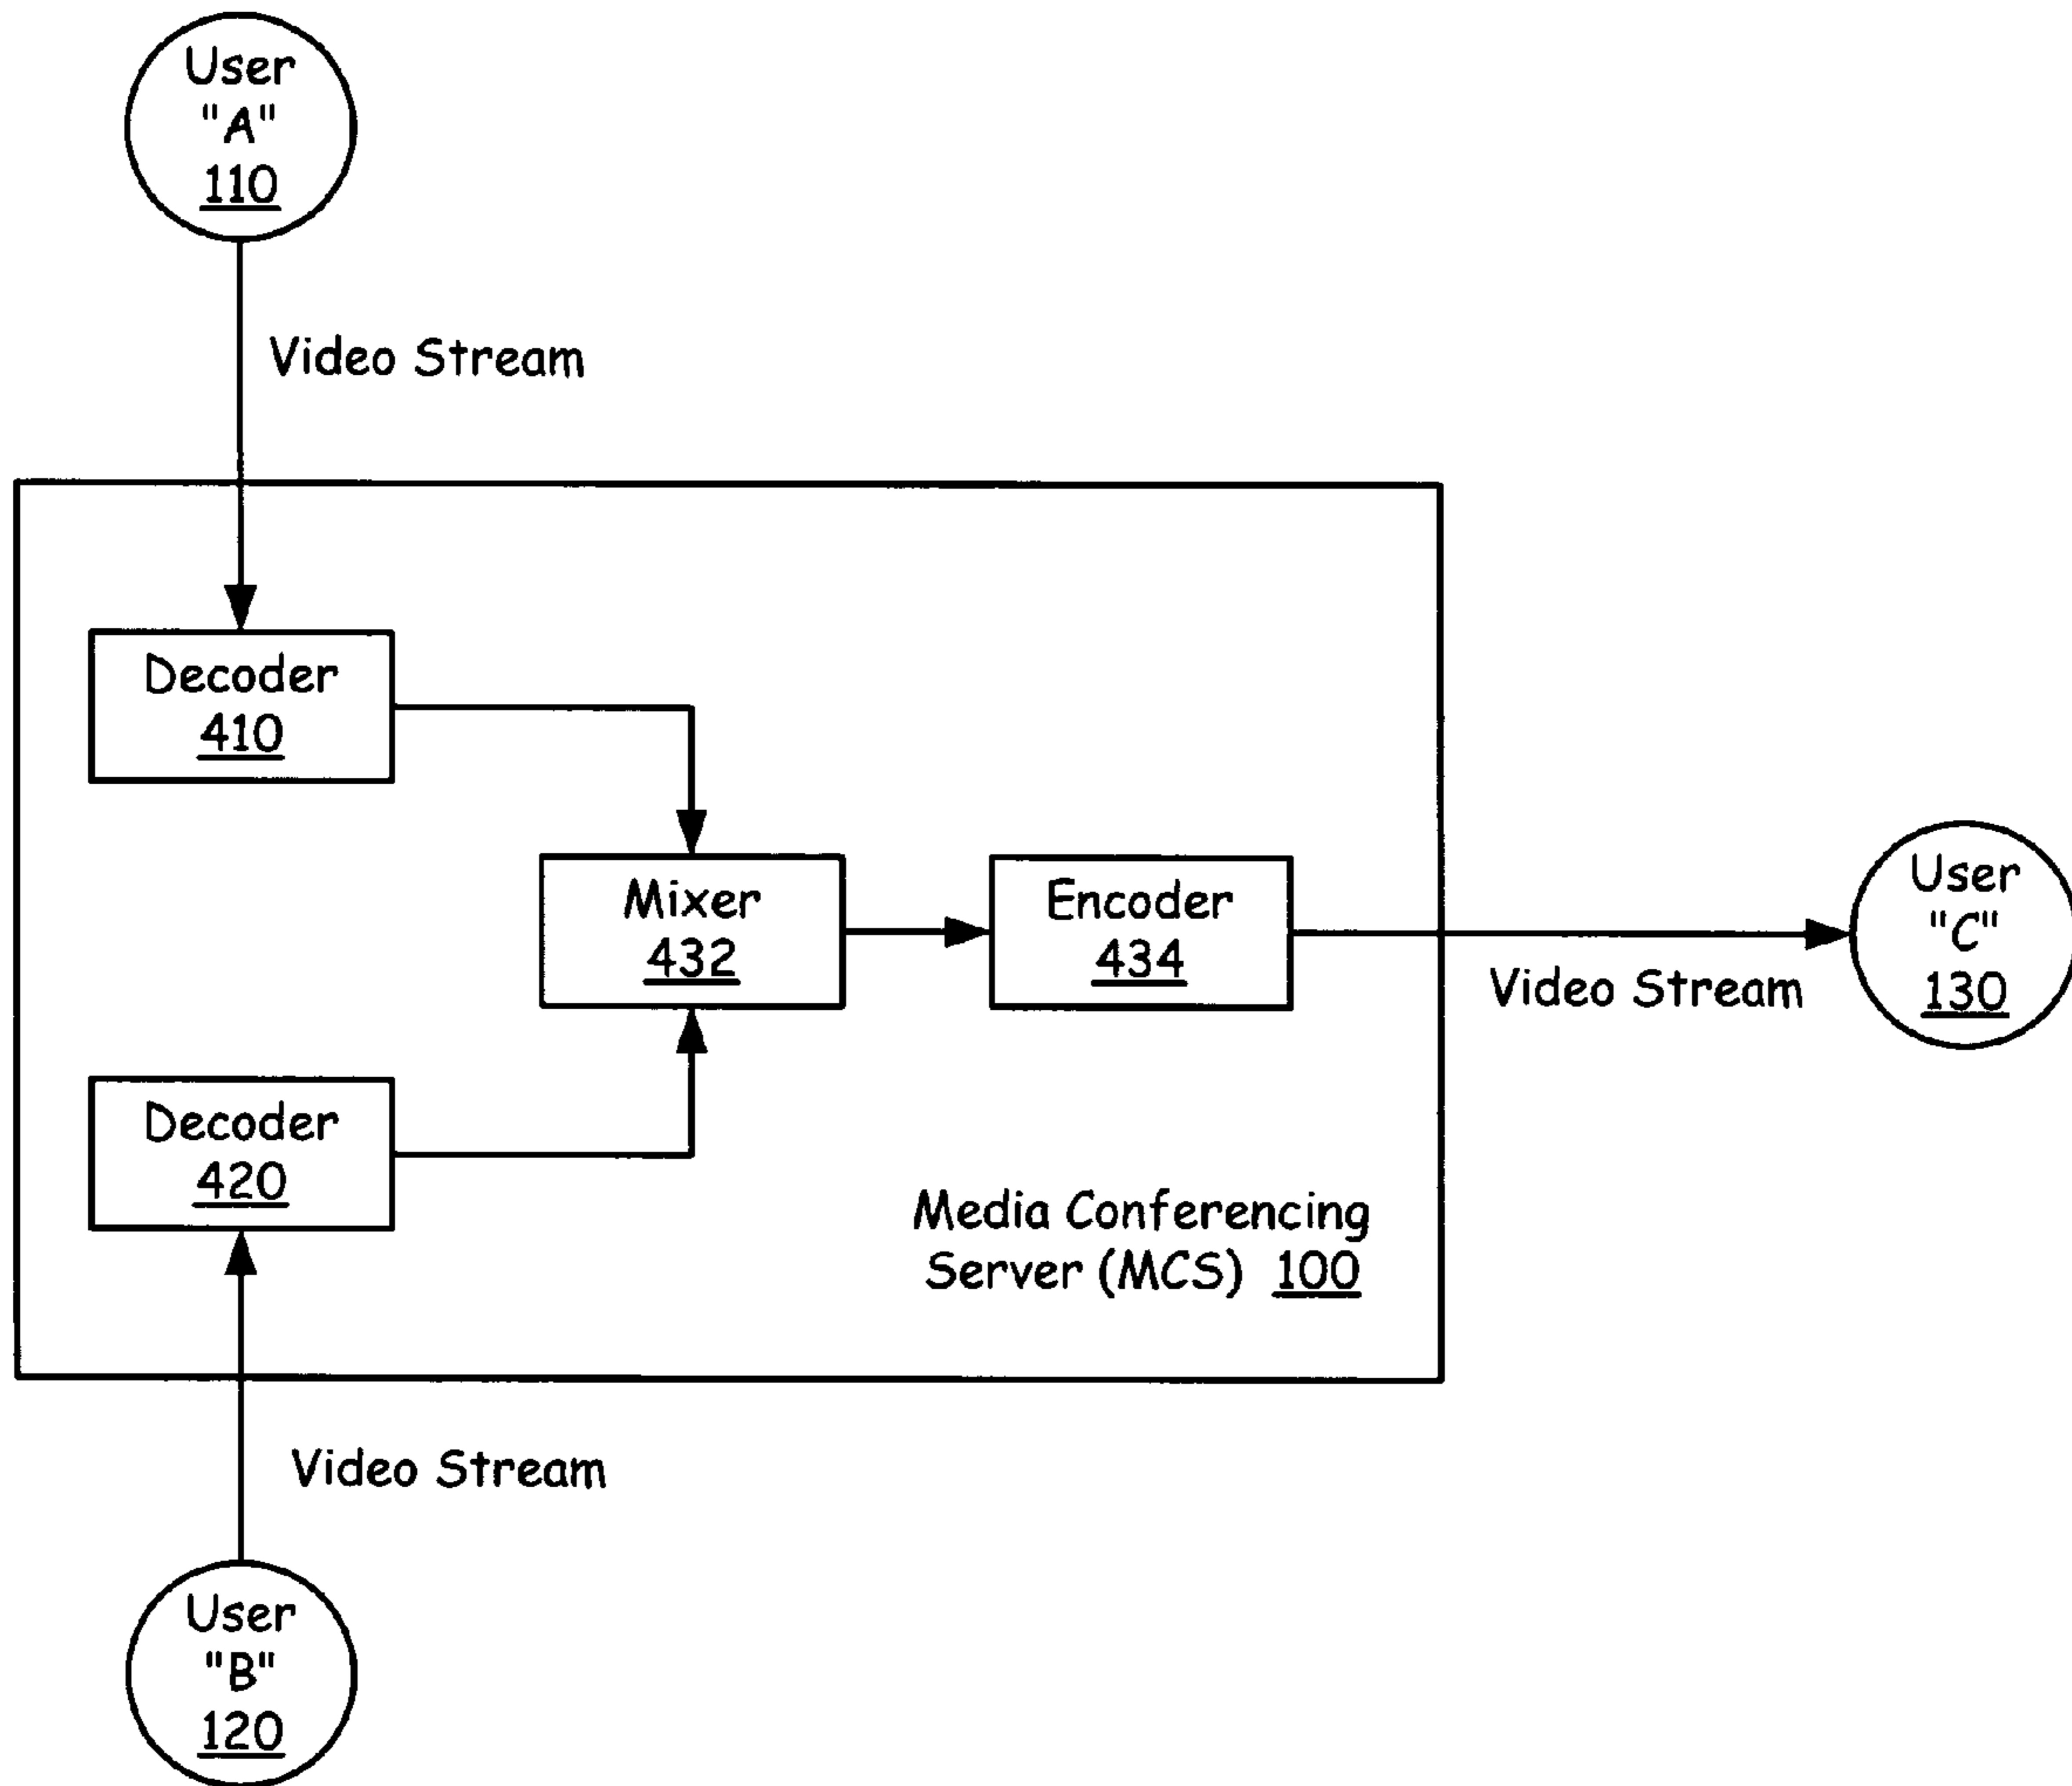 User
"A"
110
Video Stream
Decoder
410
Mixer
432
Encoder
434
User
"C"
130
Video Stream
Decoder
420
Media Conferencing
Server (MCS) 100
Video Stream
User
"B"
120